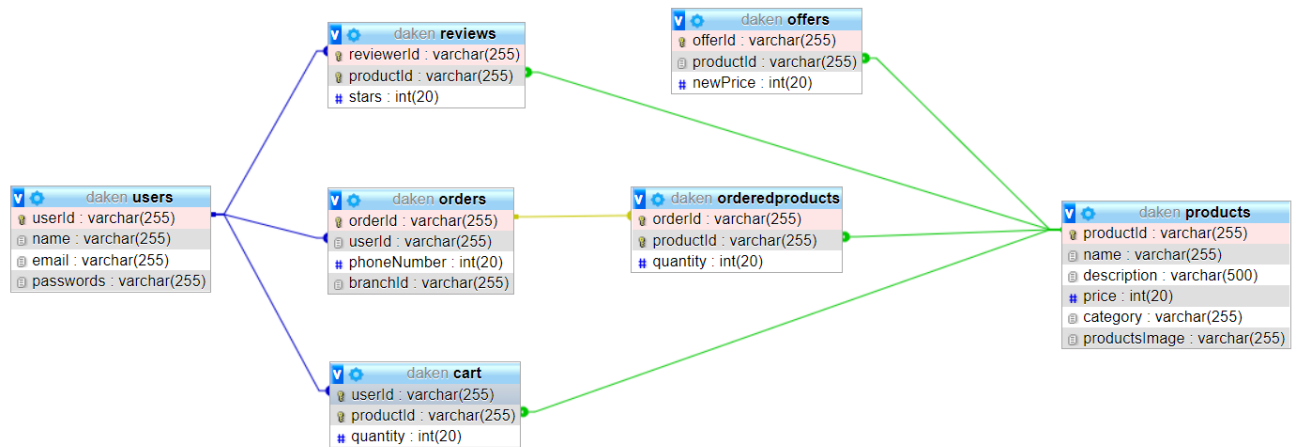 daken reviews
reviewerId : varchar(255)
productId : varchar(255)
# stars : int(20)
daken offers
offerId : varchar(255)
productId : varchar(255)
# newPrice : int(20)
daken users
userId : varchar(255)
name : varchar(255)
email : varchar(255)
passwords : varchar(255)
daken orders
orderId : varchar(255)
userId : varchar(255)
# phoneNumber : int(20)
branchId : varchar(255)
daken orderedproducts
orderId : varchar(255)
productId : varchar(255)
# quantity : int(20)
daken products
productId : varchar(255)
name : varchar(255)
description : varchar(500)
# price : int(20)
category : varchar(255)
productsImage : varchar(255)
daken cart
userId : varchar(255)
productId : varchar(255)
# quantity : int(20)